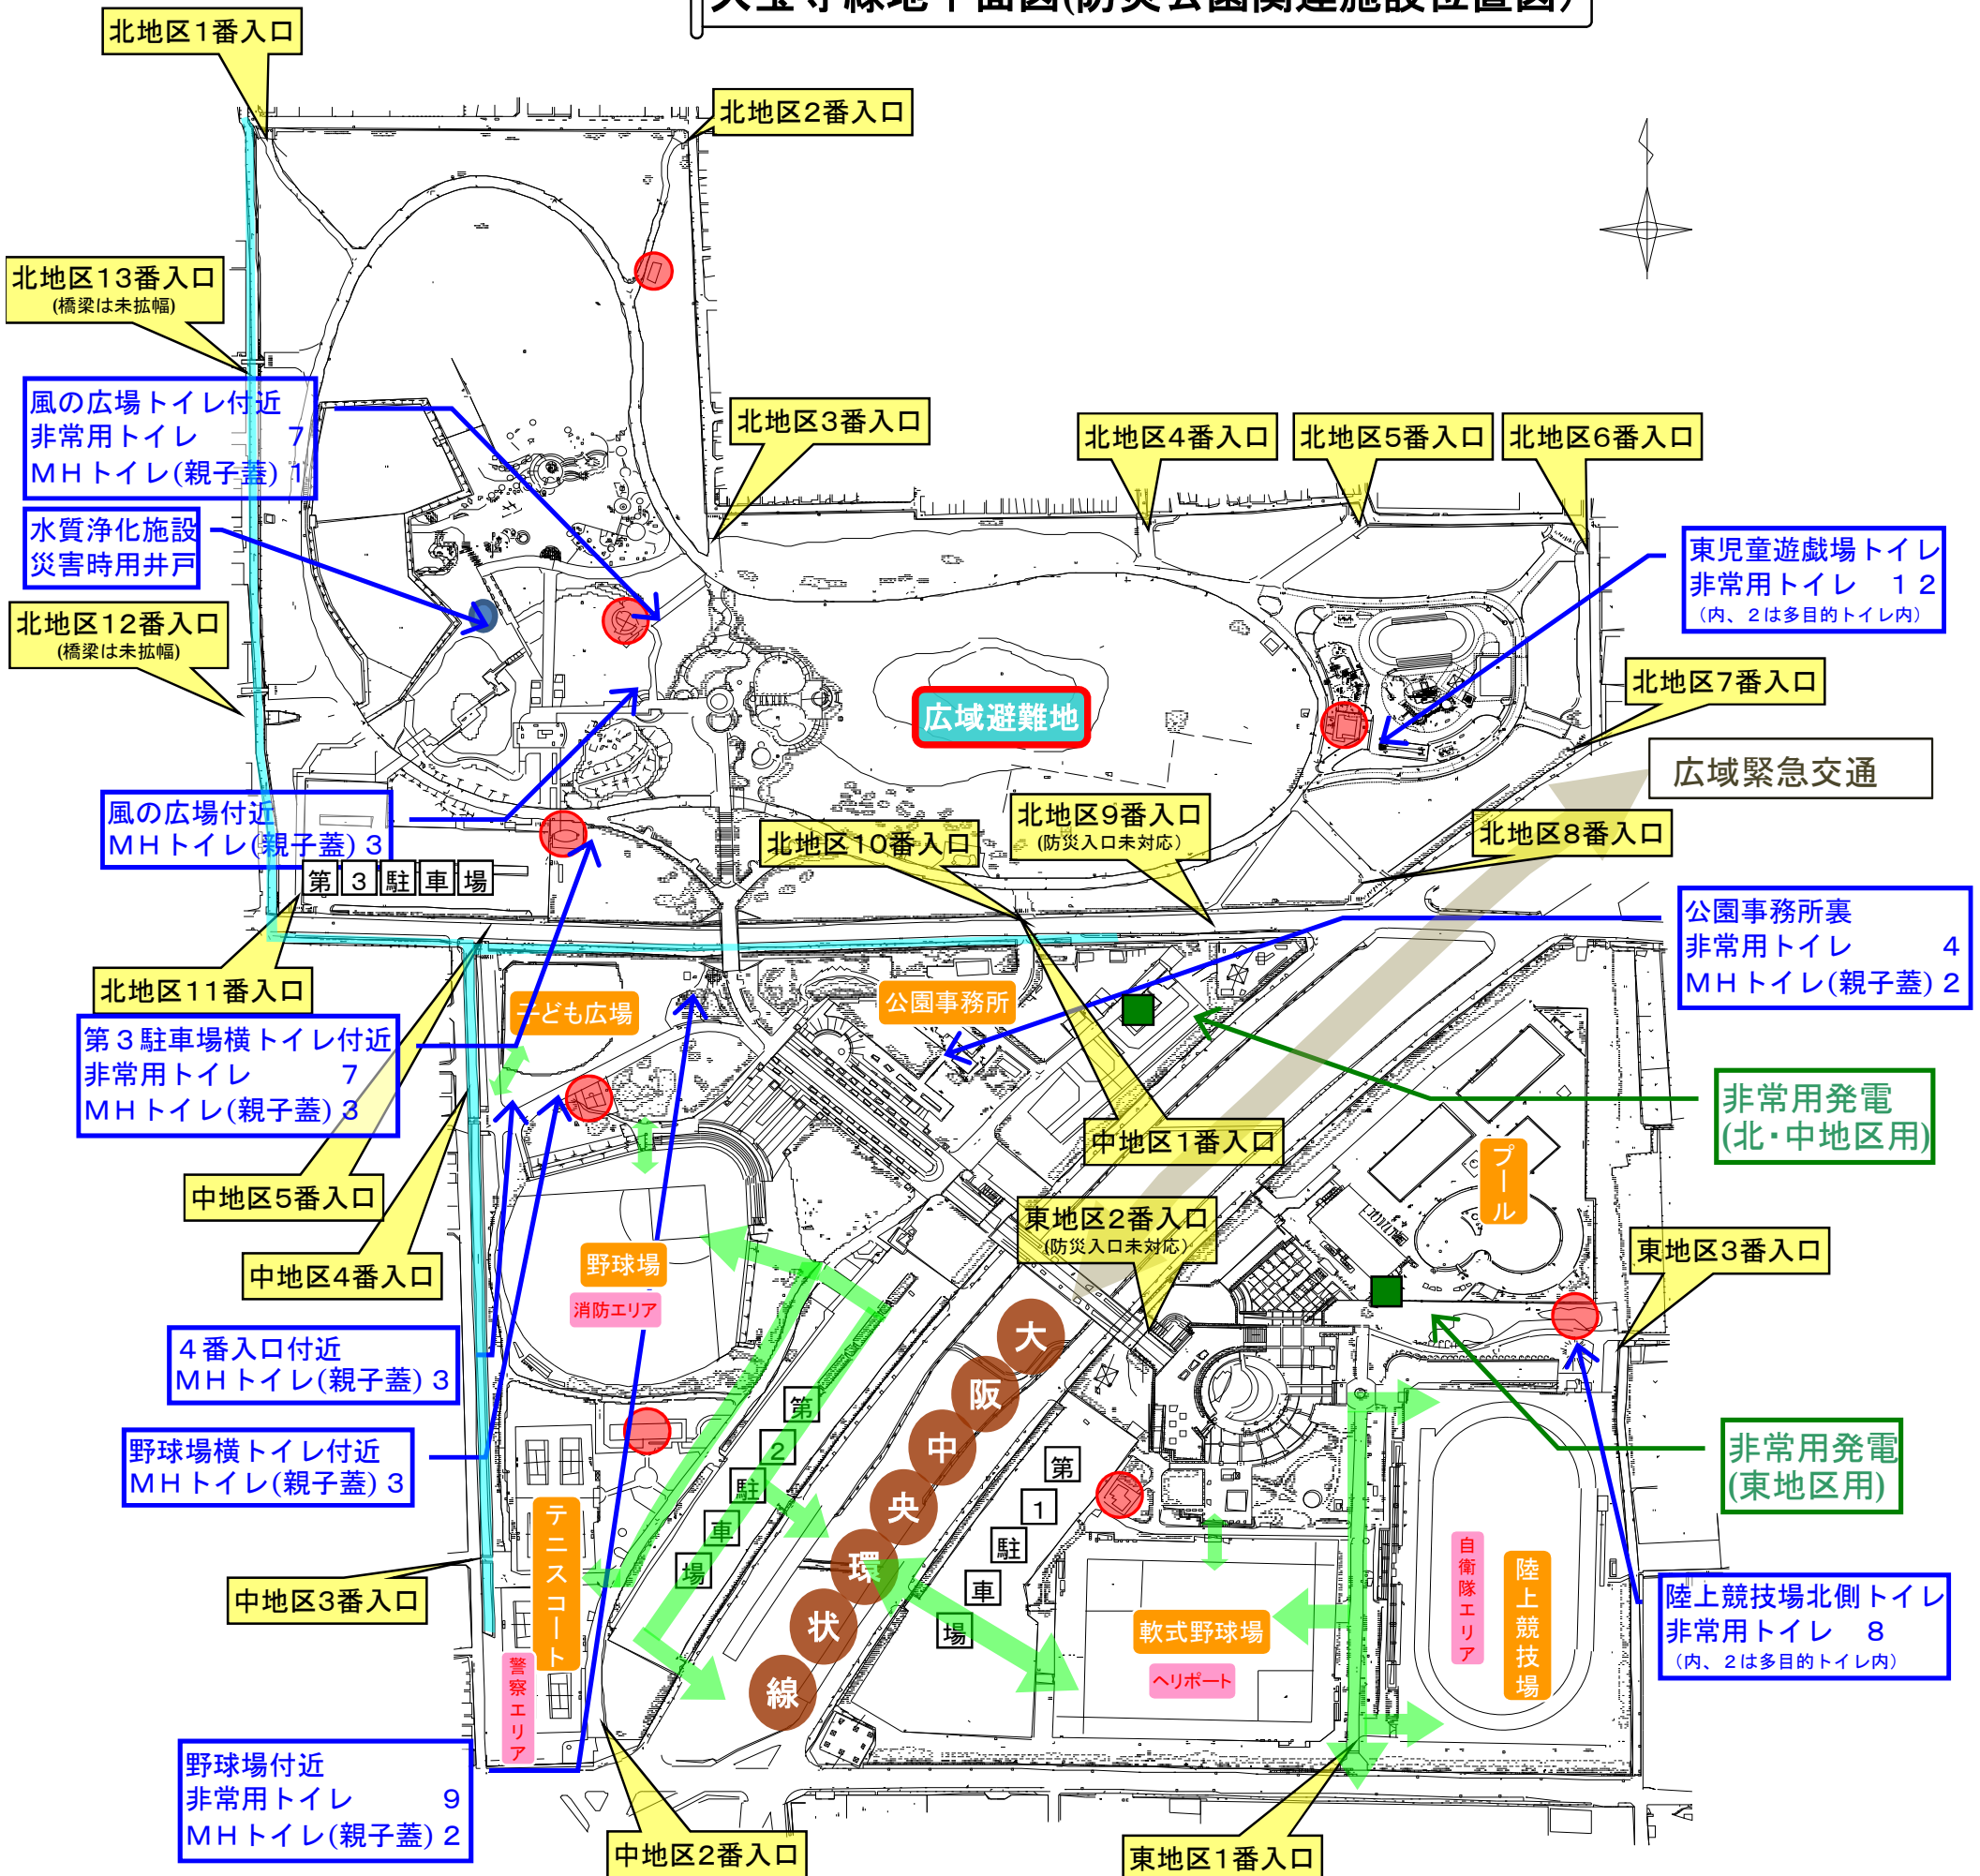 久宝寺緑地平面図(防災公園関連施設位置図)
北地区1番入口
北地区2番入口
北地区13番入口
(橋梁は未拡幅)
風の広場トイレ付近
非常用トイレ 7
MHトイレ(親子蓋) 1
北地区3番入口
北地区4番入口
北地区5番入口
北地区6番入口
水質浄化施設
災害時用井戸
東児童遊戯場トイレ
非常用トイレ 12
(内、2は多目的トイレ内)
北地区12番入口
(橋梁は未拡幅)
北地区7番入口
広域避難地
広域緊急交通
風の広場付近
MHトイレ(親子蓋) 3
北地区10番入口
北地区9番入口
(防災入口未対応)
北地区8番入口
第3駐車場
公園事務所裏
非常用トイレ 4
MHトイレ(親子蓋) 2
北地区11番入口
子ども広場
公園事務所
第3駐車場横トイレ付近
非常用トイレ 7
MHトイレ(親子蓋) 3
非常用発電
(北・中地区用)
中地区1番入口
プール
中地区5番入口
東地区2番入口
(防災入口未対応)
東地区3番入口
中地区4番入口
野球場
消防エリア
4番入口付近
MHトイレ(親子蓋) 3
大阪中央環状線
第2駐車場
第1駐車場
野球場横トイレ付近
MHトイレ(親子蓋) 3
非常用発電
(東地区用)
テニスコート
警察エリア
自衛隊エリア
陸上競技場
中地区3番入口
軟式野球場
ヘリポート
陸上競技場北側トイレ
非常用トイレ 8
(内、2は多目的トイレ内)
野球場付近
非常用トイレ 9
MHトイレ(親子蓋) 2
中地区2番入口
東地区1番入口